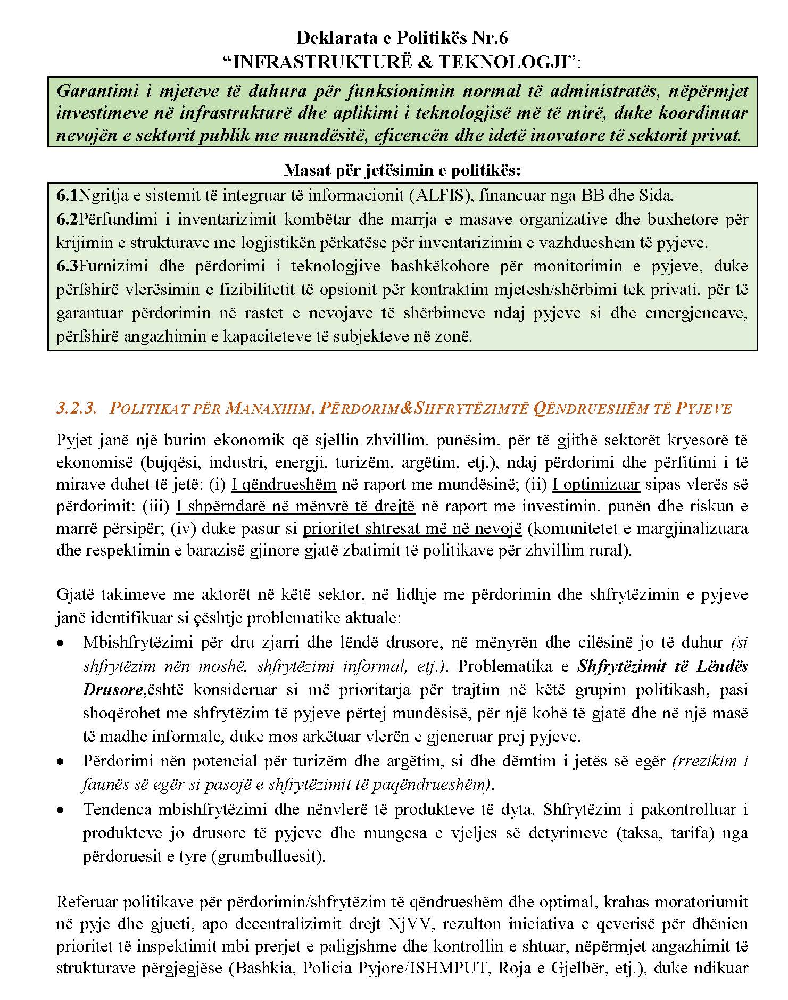 Deklarata e Politikës Nr.6
“INFRASTRUKTURË & TEKNOLOGJI”:
Garantimi i mjeteve të duhura për funksionimin normal të administratës, nëpërmjet
investimeve në infrastrukturë dhe aplikimi i teknologjisë më të mirë, duke koordinuar
nevojën e sektorit publik me mundësitë, eficencën dhe idetë inovatore të sektorit privat.
Masat për jetësimin e politikës:
6.1Ngritja e sistemit të integruar të informacionit (ALFIS), financuar nga BB dhe Sida.
6.2Përfundimi i inventarizimit kombëtar dhe marrja e masave organizative dhe buxhetore për
krijimin e strukturave me logjistikën përkatëse për inventarizimin e vazhdueshem të pyjeve.
6.3Furnizimi dhe përdorimi i teknologjive bashkëkohore për monitorimin e pyjeve, duke
përfshirë vlerësimin e fizibilitetit të opsionit për kontraktim mjetesh/shërbimi tek privati, për të
garantuar përdorimin në rastet e nevojave të shërbimeve ndaj pyjeve si dhe emergjencave,
përfshirë angazhimin e kapaciteteve të subjekteve në zonë.
3.2.3. POLITIKAT PËR MANAXHIM, PËRDORIM&SHFRYTËZIMTË QËNDRUESHËM TË PYJEVE
Pyjet janë një burim ekonomik që sjellin zhvillim, punësim, për të gjithë sektorët kryesorë të
ekonomisë (bujqësi, industri, energji, turizëm, argëtim, etj.), ndaj përdorimi dhe përfitimi i të
mirave duhet të jetë: (i) I qëndrueshëm në raport me mundësinë; (ii) I optimizuar sipas vlerës së
përdorimit; (iii) I shpërndarë në mënyrë të drejtë në raport me investimin, punën dhe riskun e
marrë përsipër; (iv) duke pasur si prioritet shtresat më në nevojë (komunitetet e margjinalizuara
dhe respektimin e barazisë gjinore gjatë zbatimit të politikave për zhvillim rural).
Gjatë takimeve me aktorët në këtë sektor, në lidhje me përdorimin dhe shfrytëzimin e pyjeve
janë identifikuar si çështje problematike aktuale:
• Mbishfrytëzimi për dru zjarri dhe lëndë drusore, në mënyrën dhe cilësinë jo të duhur (si
shfrytëzim nën moshë, shfrytëzimi informal, etj.). Problematika e Shfrytëzimit të Lëndës
Drusore,është konsideruar si më prioritarja për trajtim në këtë grupim politikash, pasi
shoqërohet me shfrytëzim të pyjeve përtej mundësisë, për një kohë të gjatë dhe në një masë
të madhe informale, duke mos arkëtuar vlerën e gjeneruar prej pyjeve.
• Përdorimi nën potencial për turizëm dhe argëtim, si dhe dëmtim i jetës së egër (rrezikim i
faunës së egër si pasojë e shfrytëzimit të paqëndrueshëm).
• Tendenca mbishfrytëzimi dhe nënvlerë të produkteve të dyta. Shfrytëzim i pakontrolluar i
produkteve jo drusore të pyjeve dhe mungesa e vjeljes së detyrimeve (taksa, tarifa) nga
përdoruesit e tyre (grumbulluesit).
Referuar politikave për përdorimin/shfrytëzim të qëndrueshëm dhe optimal, krahas moratoriumit
në pyje dhe gjueti, apo decentralizimit drejt NjVV, rezulton iniciativa e qeverisë për dhënien
prioritet të inspektimit mbi prerjet e paligjshme dhe kontrollin e shtuar, nëpërmjet angazhimit të
strukturave përgjegjëse (Bashkia, Policia Pyjore/ISHMPUT, Roja e Gjelbër, etj.), duke ndikuar